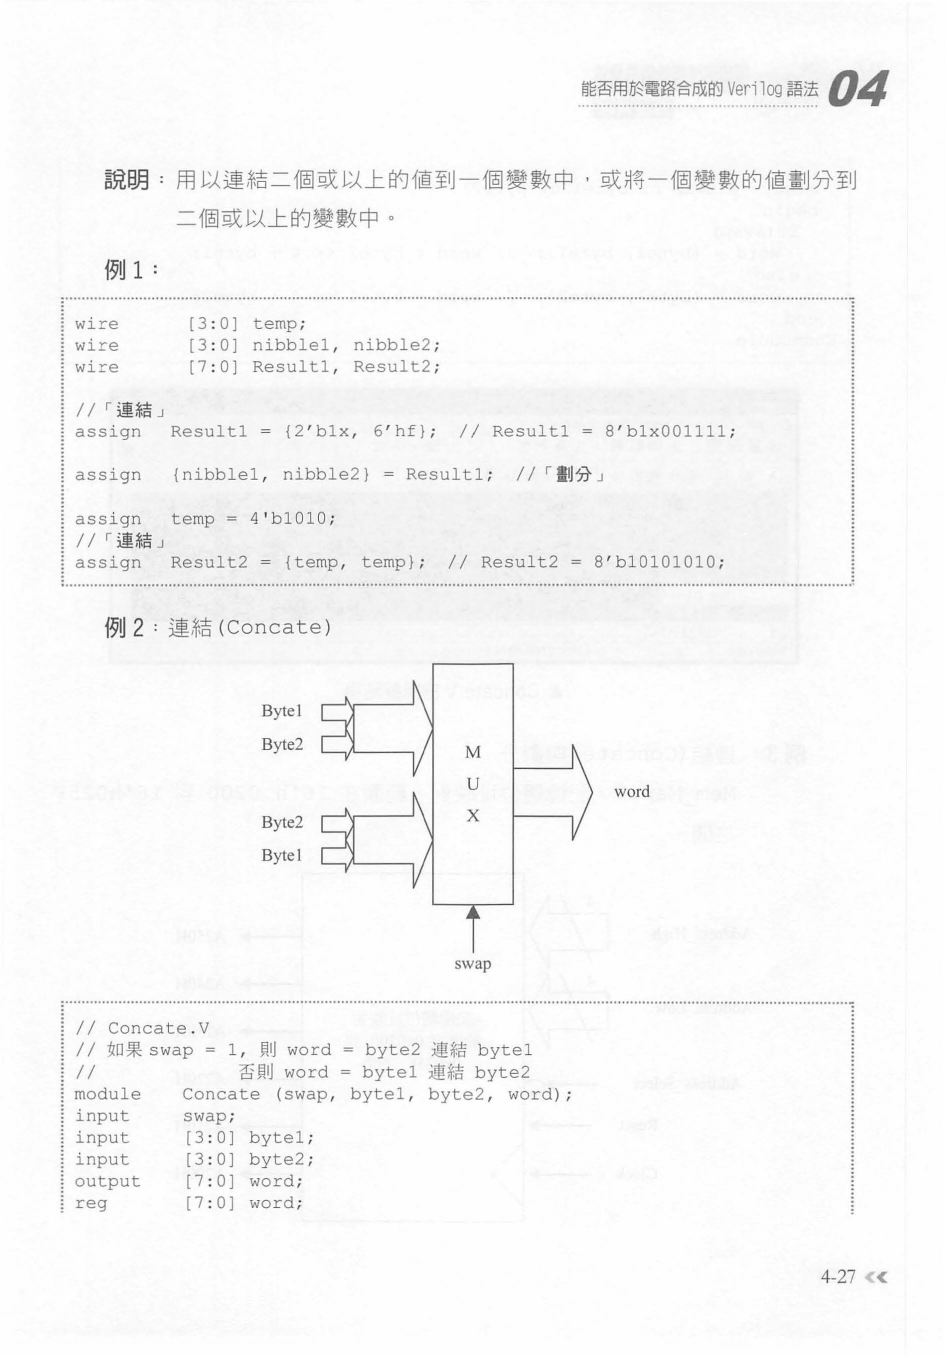 能否用於電路合成的 Verilog 語法 04
說明：用以連結二個或以上的值到一個變數中，或將一個變數的值劃分到
二個或以上的變數中。
例 1：
wire [3:0] temp;
wire [3:0] nibble1, nibble2;
wire [7:0] Result1, Result2;
//「連結」
assign Result1 = {2'b1x, 6'hf}; // Result1 = 8'b1x001111;
assign {nibble1, nibble2} = Result1; //「劃分」
assign temp = 4'b1010;
//「連結」
assign Result2 = {temp, temp}; // Result2 = 8'b10101010;
例 2：連結(Concate)
Byte1
Byte2
M
U
X
word
Byte2
Byte1
swap
// Concate.V
// 如果 swap = 1, 則 word = byte2 連結 byte1
// 否則 word = byte1 連結 byte2
module Concate (swap, byte1, byte2, word);
input swap;
input [3:0] byte1;
input [3:0] byte2;
output [7:0] word;
reg [7:0] word;
4-27